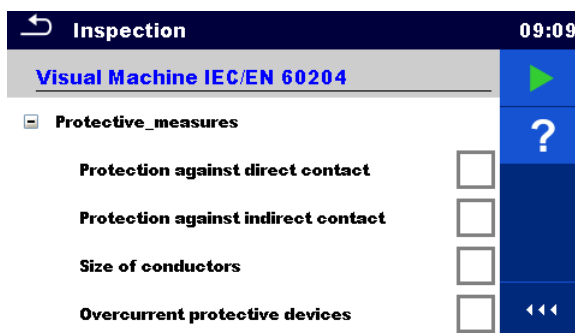 Inspection 09:09
Visual Machine IEC/EN 60204
Protective_measures
?
Protection against direct contact
Protection against indirect contact
Size of conductors
Overcurrent protective devices